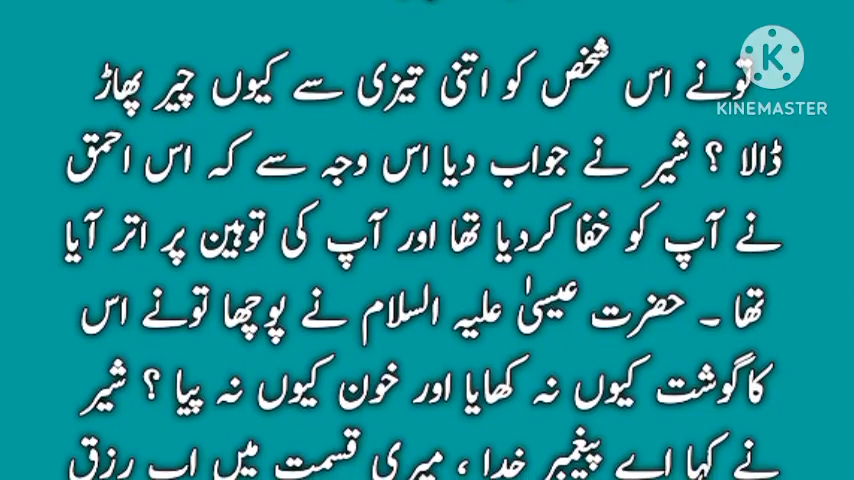 تونے اس شخص کو اتنی تیزی سے کیوں چیر پھاڑ
KINEMASTER
ڈالا ؟ شیر نے جواب دیا اس وجہ سے کہ اس احمق
نے آپ کو خفا کردیا تھا اور آپ کی توہین پر اتر آیا
تھا ۔ حضرت عیسیٰ علیہ السلام نے پوچھا تونے اس
کاگوشت کیوں نہ کھایا اور خون کیوں نہ پیا ؟ شیر
نے کہا اے پیغمبر خدا ، میری قسمت میں اب رزق